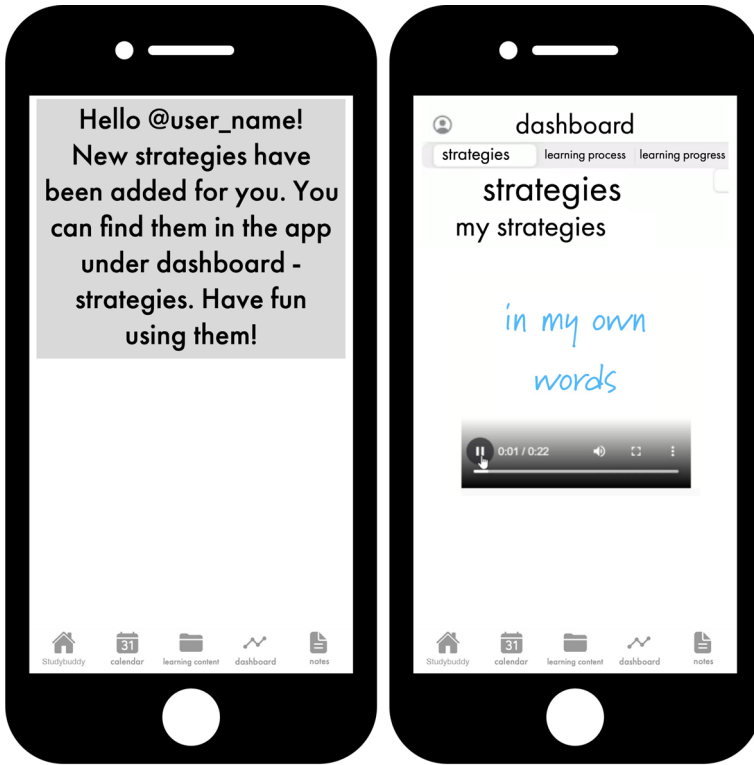 Hello @user_name!
New strategies have
been added for you. You
can find them in the app
under dashboard -
strategies. Have fun
using them!
31
Studybuddy calendar learning content dashboard notes
dashboard
strategies learning process learning progress
strategies
my strategies
in my own
words
0:01 / 0:22
31
Studybuddy calendar learning content dashboard notes